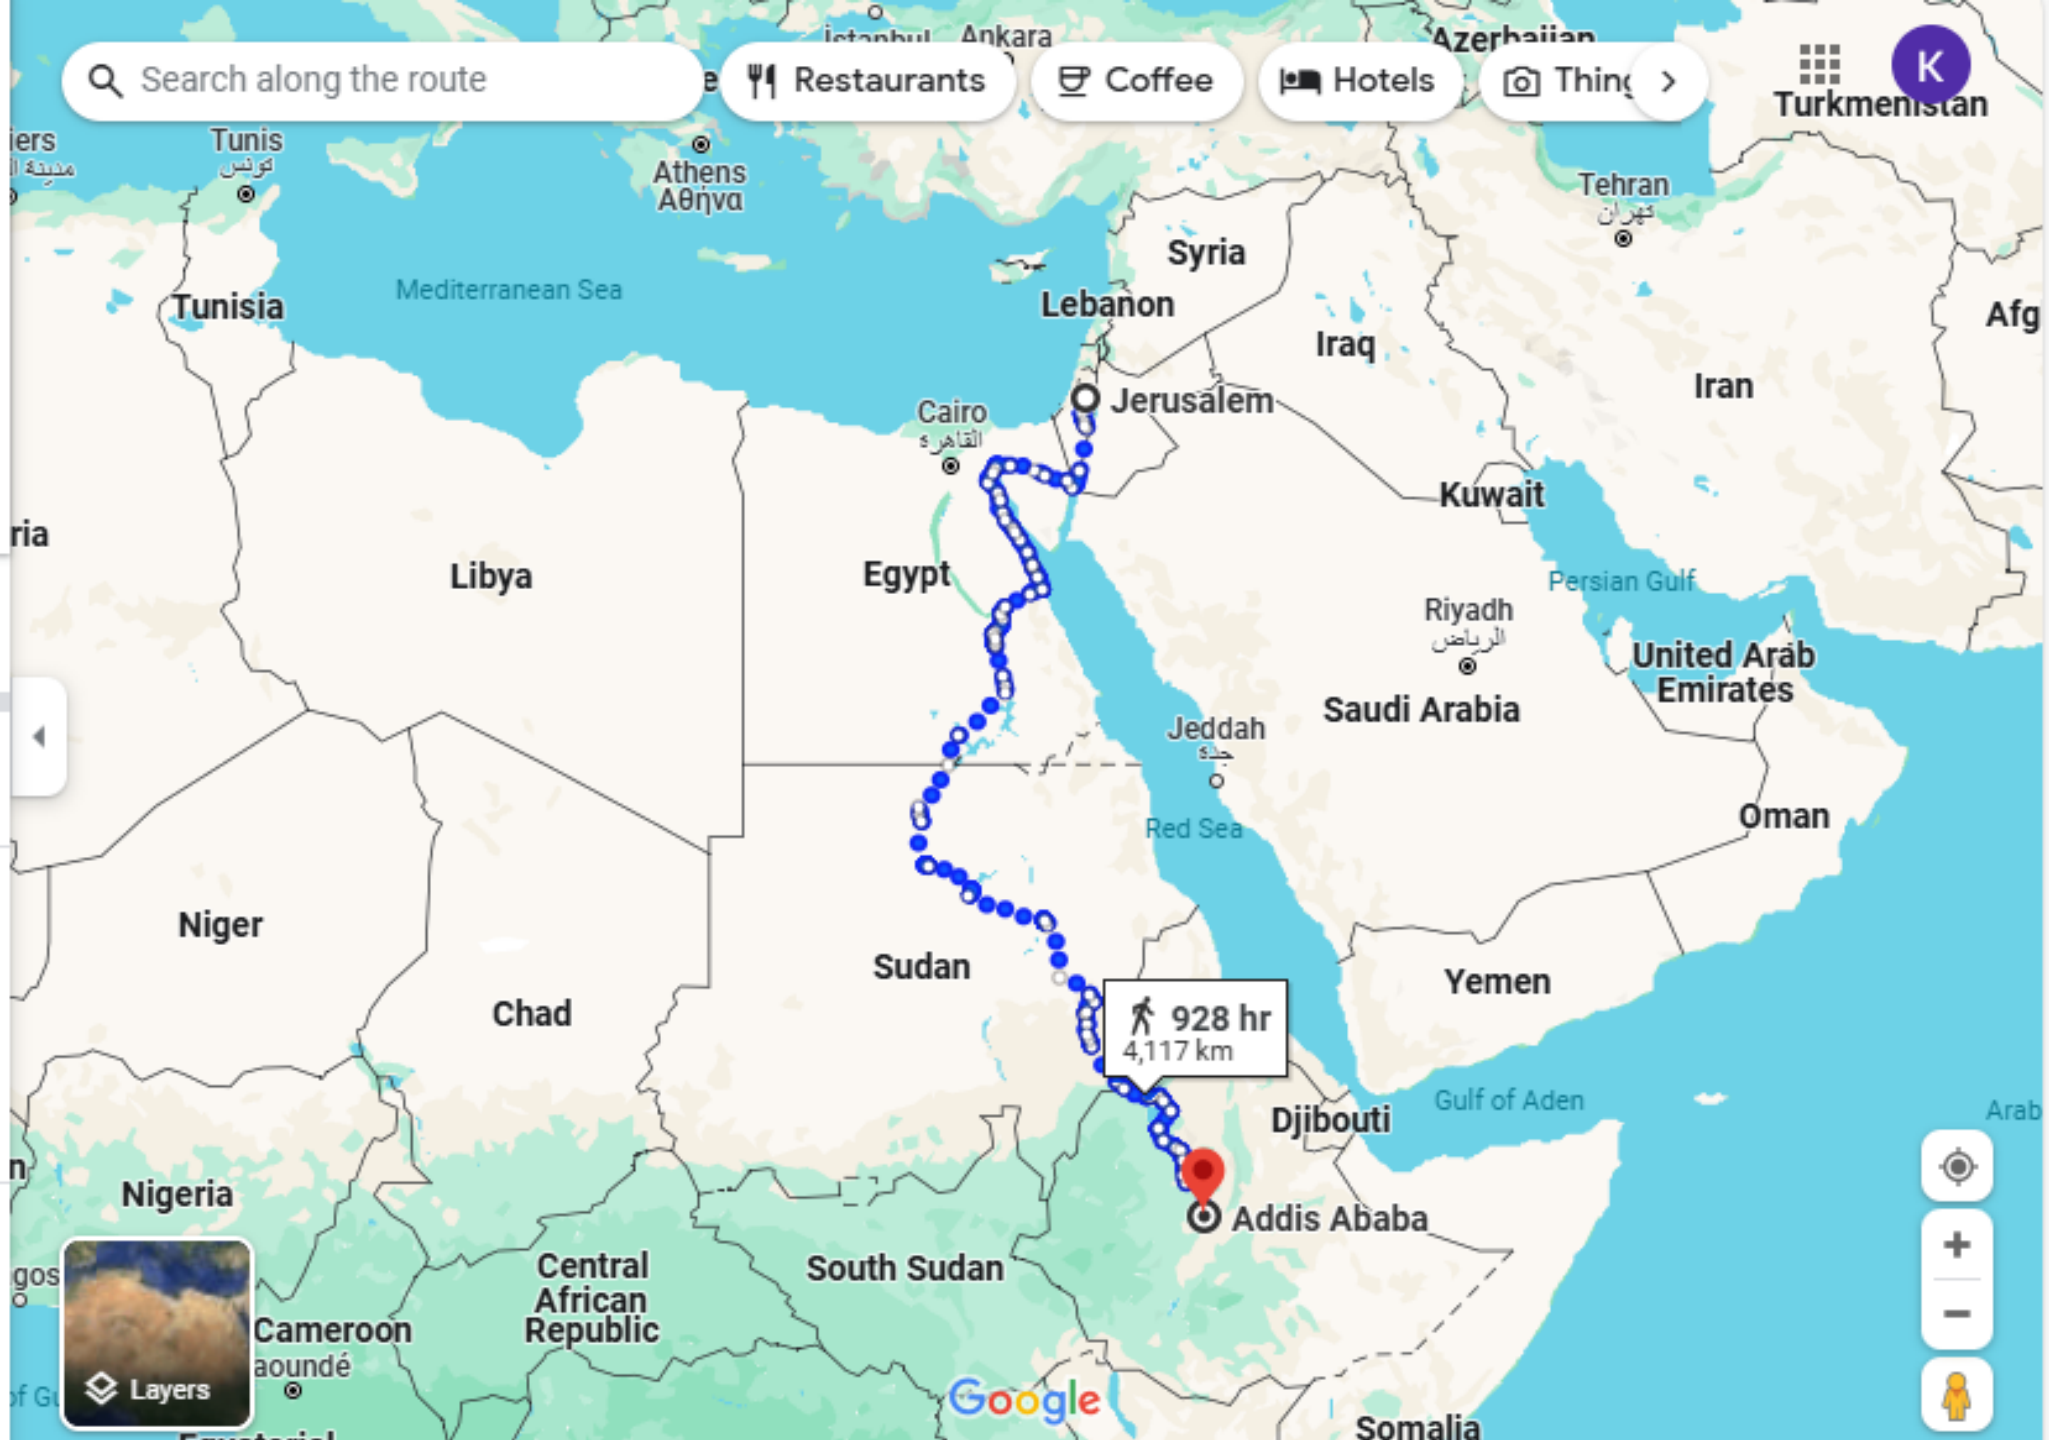 İstanbul
Ankara
Azerbaijan
Search along the route
Restaurants
Coffee
Hotels
K
Turkmenistan
Tunis
تونس
Athens
Αθήνα
Tehran
تهران
Syria
Mediterranean Sea
Tunisia
Lebanon
Iraq
Iran
Jerusalem
Cairo
القاهرة
Kuwait
Libya
Egypt
Persian Gulf
Riyadh
الرياض
United Arab
Emirates
Saudi Arabia
Jeddah
جدة
Oman
Red Sea
Niger
Sudan
Yemen
Chad
928 hr
4,117 km
Djibouti
Gulf of Aden
Nigeria
Addis Ababa
Central
African
Republic
South Sudan
Cameroon
Layers
Google
Somalia